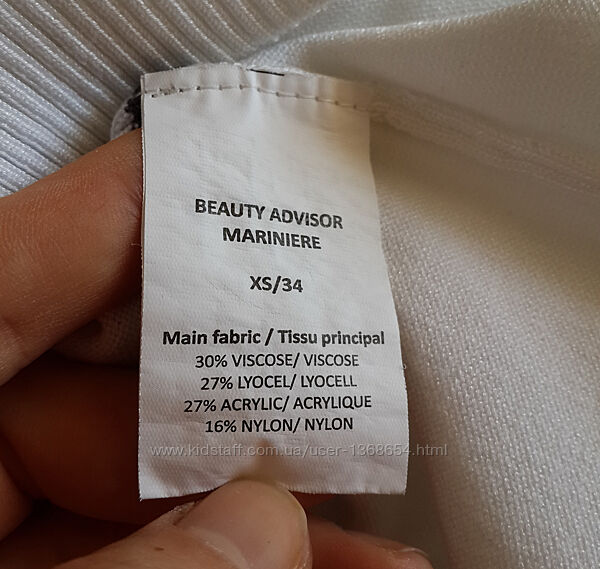 BEAUTY ADVISOR
MARINIERE
XS/34
Main fabric / Tissu principal
30% VISCOSE/ VISCOSE
27% LYOCEL/ LYOCELL
27% ACRYLIC/ ACRYLIQUE
16% NYLON/ NYLON
www.kidstaff.com.ua/user-1368654.html